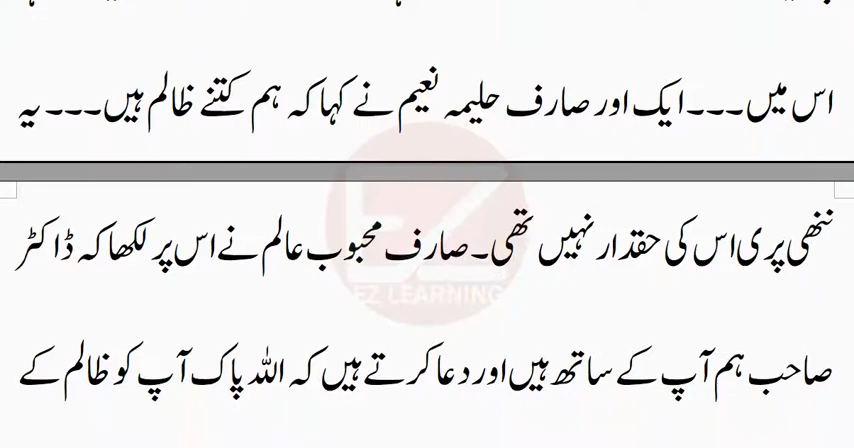 اس میں۔۔۔ایک اور صارف حلیمہ نعیم نے کہا کہ ہم کتنے ظالم ہیں۔۔۔ یہ
ننھی پری اس کی حقدار نہیں تھی۔ صارف محبوب عالم نے اس پر لکھا کہ ڈاکٹر
EZ LEARNING
صاحب ہم آپ کے ساتھ ہیں اور دعا کرتے ہیں کہ اللہ پاک آپ کو ظالم کے